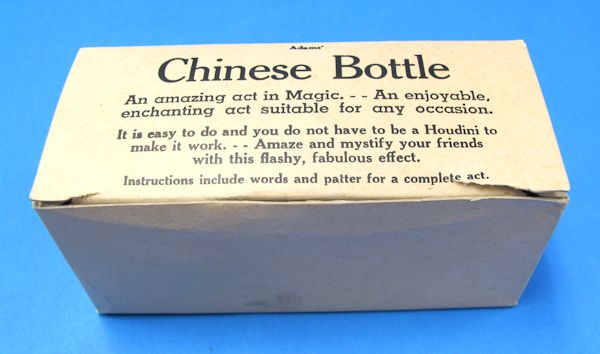 Adams'
Chinese Bottle
An amazing act in Magic. - - An enjoyable,
enchanting act suitable for any occasion.
It is easy to do and you do not have to be a Houdini to
make it work. - - Amaze and mystify your friends
with this flashy, fabulous effect.
Instructions include words and patter for a complete act.